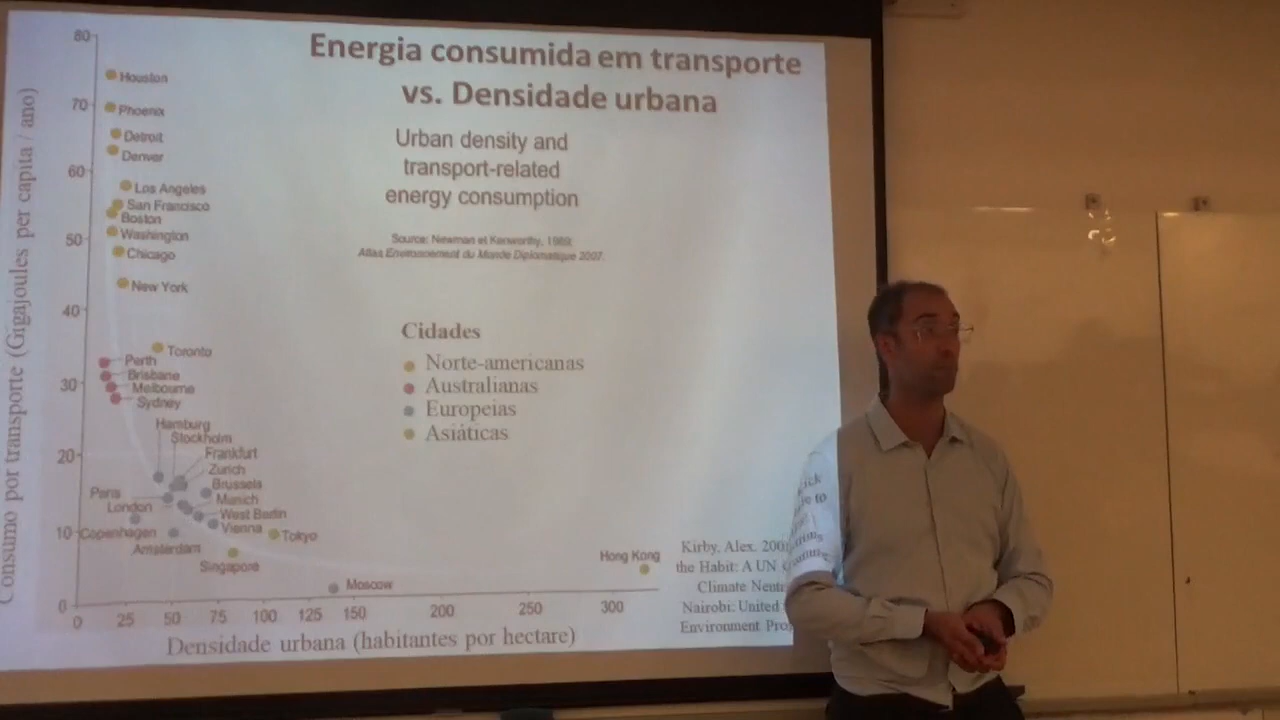 Energia consumida em transporte
vs. Densidade urbana
Urban density and
transport-related
energy consumption
Source: Newman et Kenworthy, 1989;
Atlas Environnement du Monde Diplomatique 2007.
Consumo por transporte (Gigajoules per capita / ano)
80
70
60
50
40
30
20
10
0
Houston
Phoenix
Detroit
Denver
Los Angeles
San Francisco
Boston
Washington
Chicago
New York
Toronto
Perth
Brisbane
Melbourne
Sydney
Hamburg
Stockholm
Frankfurt
Zurich
Brussels
Paris
Munich
London
West Berlin
Vienna
Copenhagen
Tokyo
Amsterdam
Singapore
Hong Kong
Moscow
Cidades
Norte-americanas
Australianas
Europeias
Asiáticas
0 25 50 75 100 125 150 200 250 300
Densidade urbana (habitantes por hectare)
Kirby, Alex. 200
the Habit: A UN
Climate Neut
Nairobi: United
Environment Pro